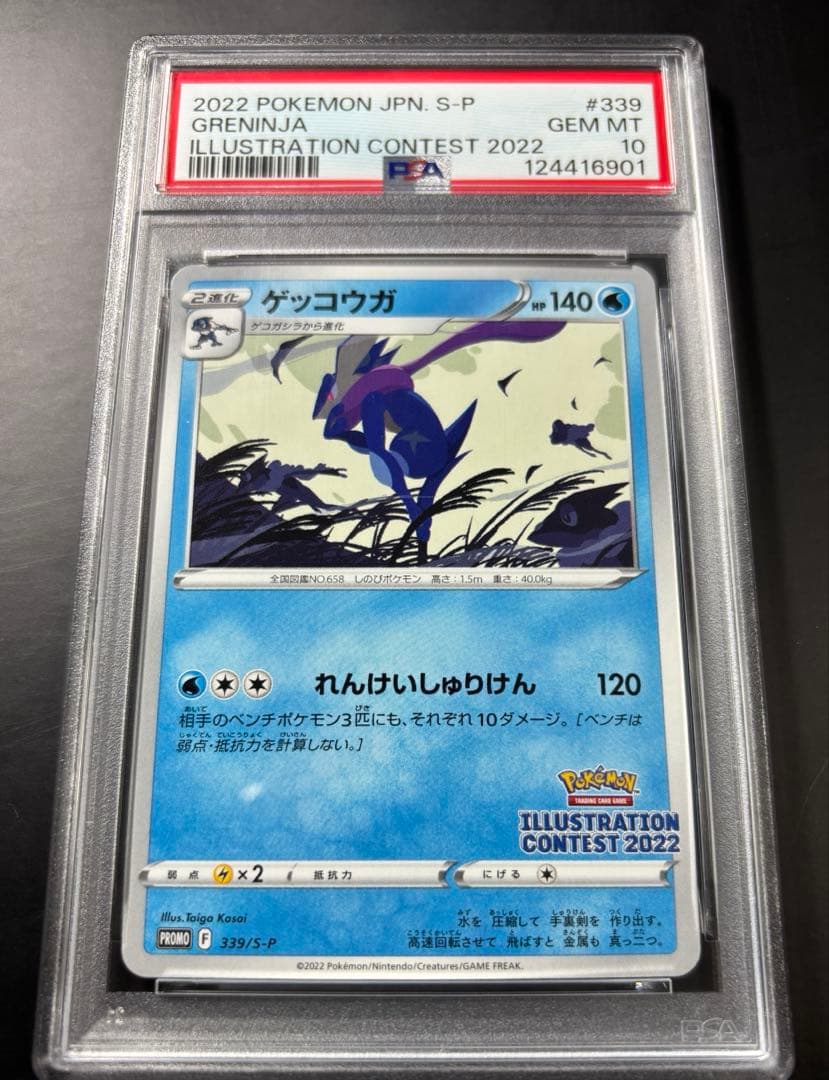 2022 POKEMON JPN. S-P #339
GRENINJA GEM MT
ILLUSTRATION CONTEST 2022 10
PSA 124416901
2進化 ゲッコウガ HP 140
ゲコガシラから進化
全国図鑑NO.658 しのびポケモン 高さ:1.5m 重さ:40.0kg
れんけいしゅりけん 120
相手のベンチポケモン3匹にも、それぞれ10ダメージ。[ベンチは
弱点・抵抗力を計算しない。]
Pokémon
TRADING CARD GAME
ILLUSTRATION
CONTEST 2022
弱点 ×2 抵抗力 にげる
Illus.Taiga Kasai
水を 圧縮して 手裏剣を 作り出す。
高速回転させて 飛ばすと 金属も 真っ二つ。
PROMO F 339/S-P
©2022 Pokémon/Nintendo/Creatures/GAME FREAK.
PSA